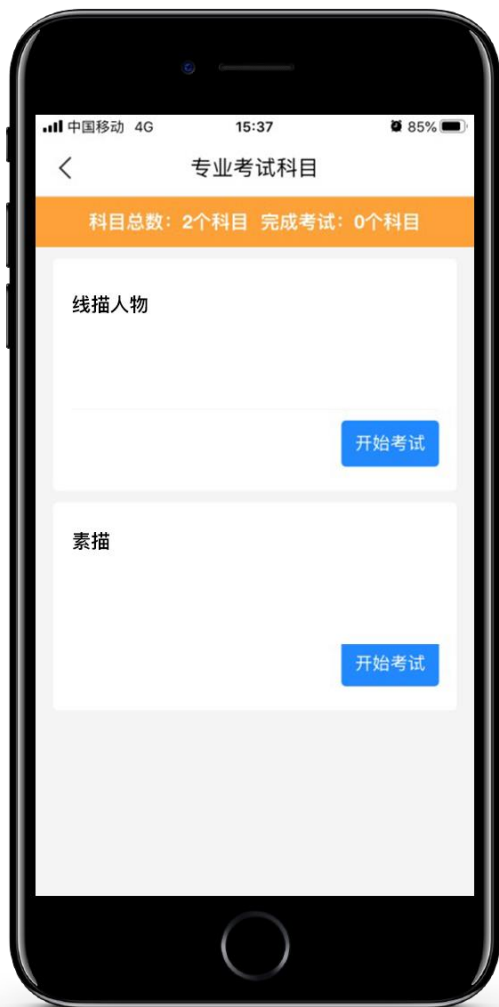 中国移动 4G 15:37 85%
专业考试科目
科目总数：2个科目 完成考试：0个科目
线描人物
开始考试
素描
开始考试